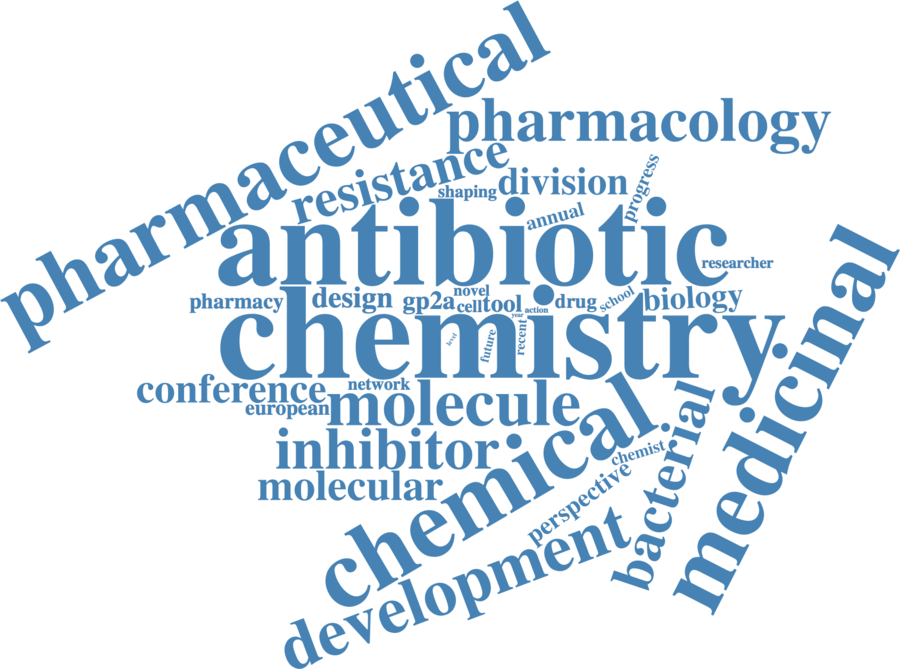 pharmaceutical
pharmacology
resistance
shaping
division
progress
annual
antibiotic
researcher
pharmacy
design
gp2a
novel
cell
tool
year
action
drug
school
biology
chemistry
level
future
recent
medicinal
conference
network
european
molecule
inhibitor
chemical
chemist
bacterial
molecular
perspective
development